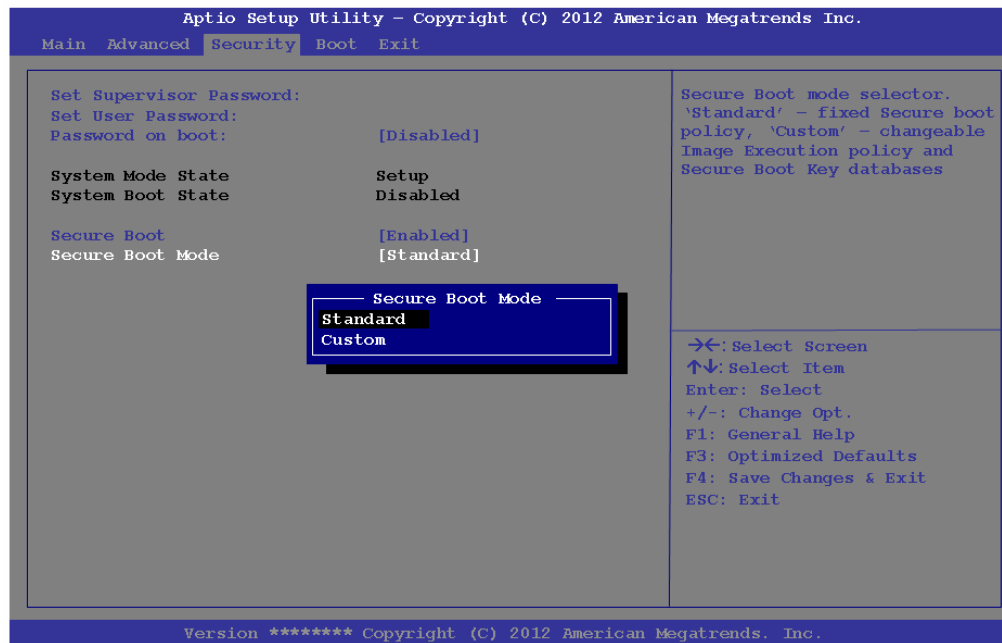 Aptio Setup Utility – Copyright (C) 2012 American Megatrends Inc.
Main Advanced Security Boot Exit
Set Supervisor Password:
Set User Password:
Password on boot: [Disabled]
System Mode State Setup
System Boot State Disabled
Secure Boot [Enabled]
Secure Boot Mode [Standard]
Secure Boot Mode
Standard
Custom
Secure Boot mode selector.
‵Standard′ – fixed Secure boot
policy, ‵Custom′ – changeable
Image Execution policy and
Secure Boot Key databases
→←: Select Screen
↑↓: Select Item
Enter: Select
+/-: Change Opt.
F1: General Help
F3: Optimized Defaults
F4: Save Changes & Exit
ESC: Exit
Version ******** Copyright (C) 2012 American Megatrends. Inc.